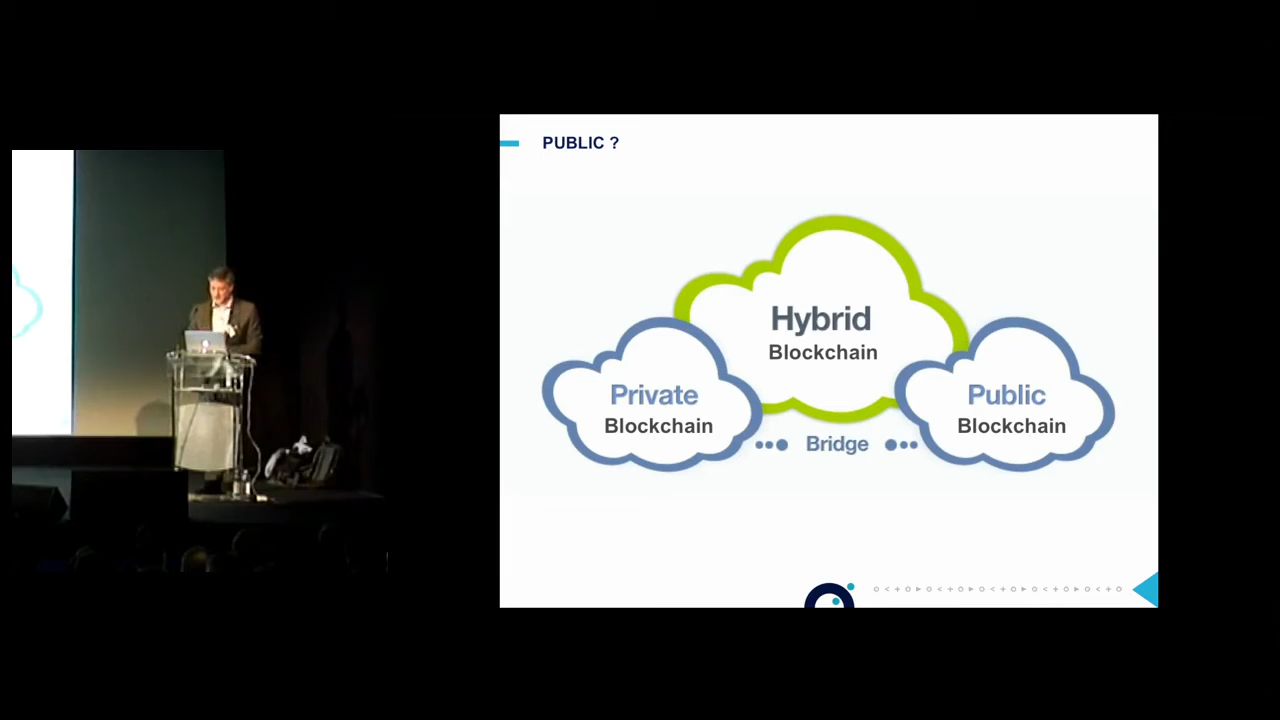 PUBLIC ?
Hybrid
Blockchain
Private
Blockchain
Public
Blockchain
Bridge